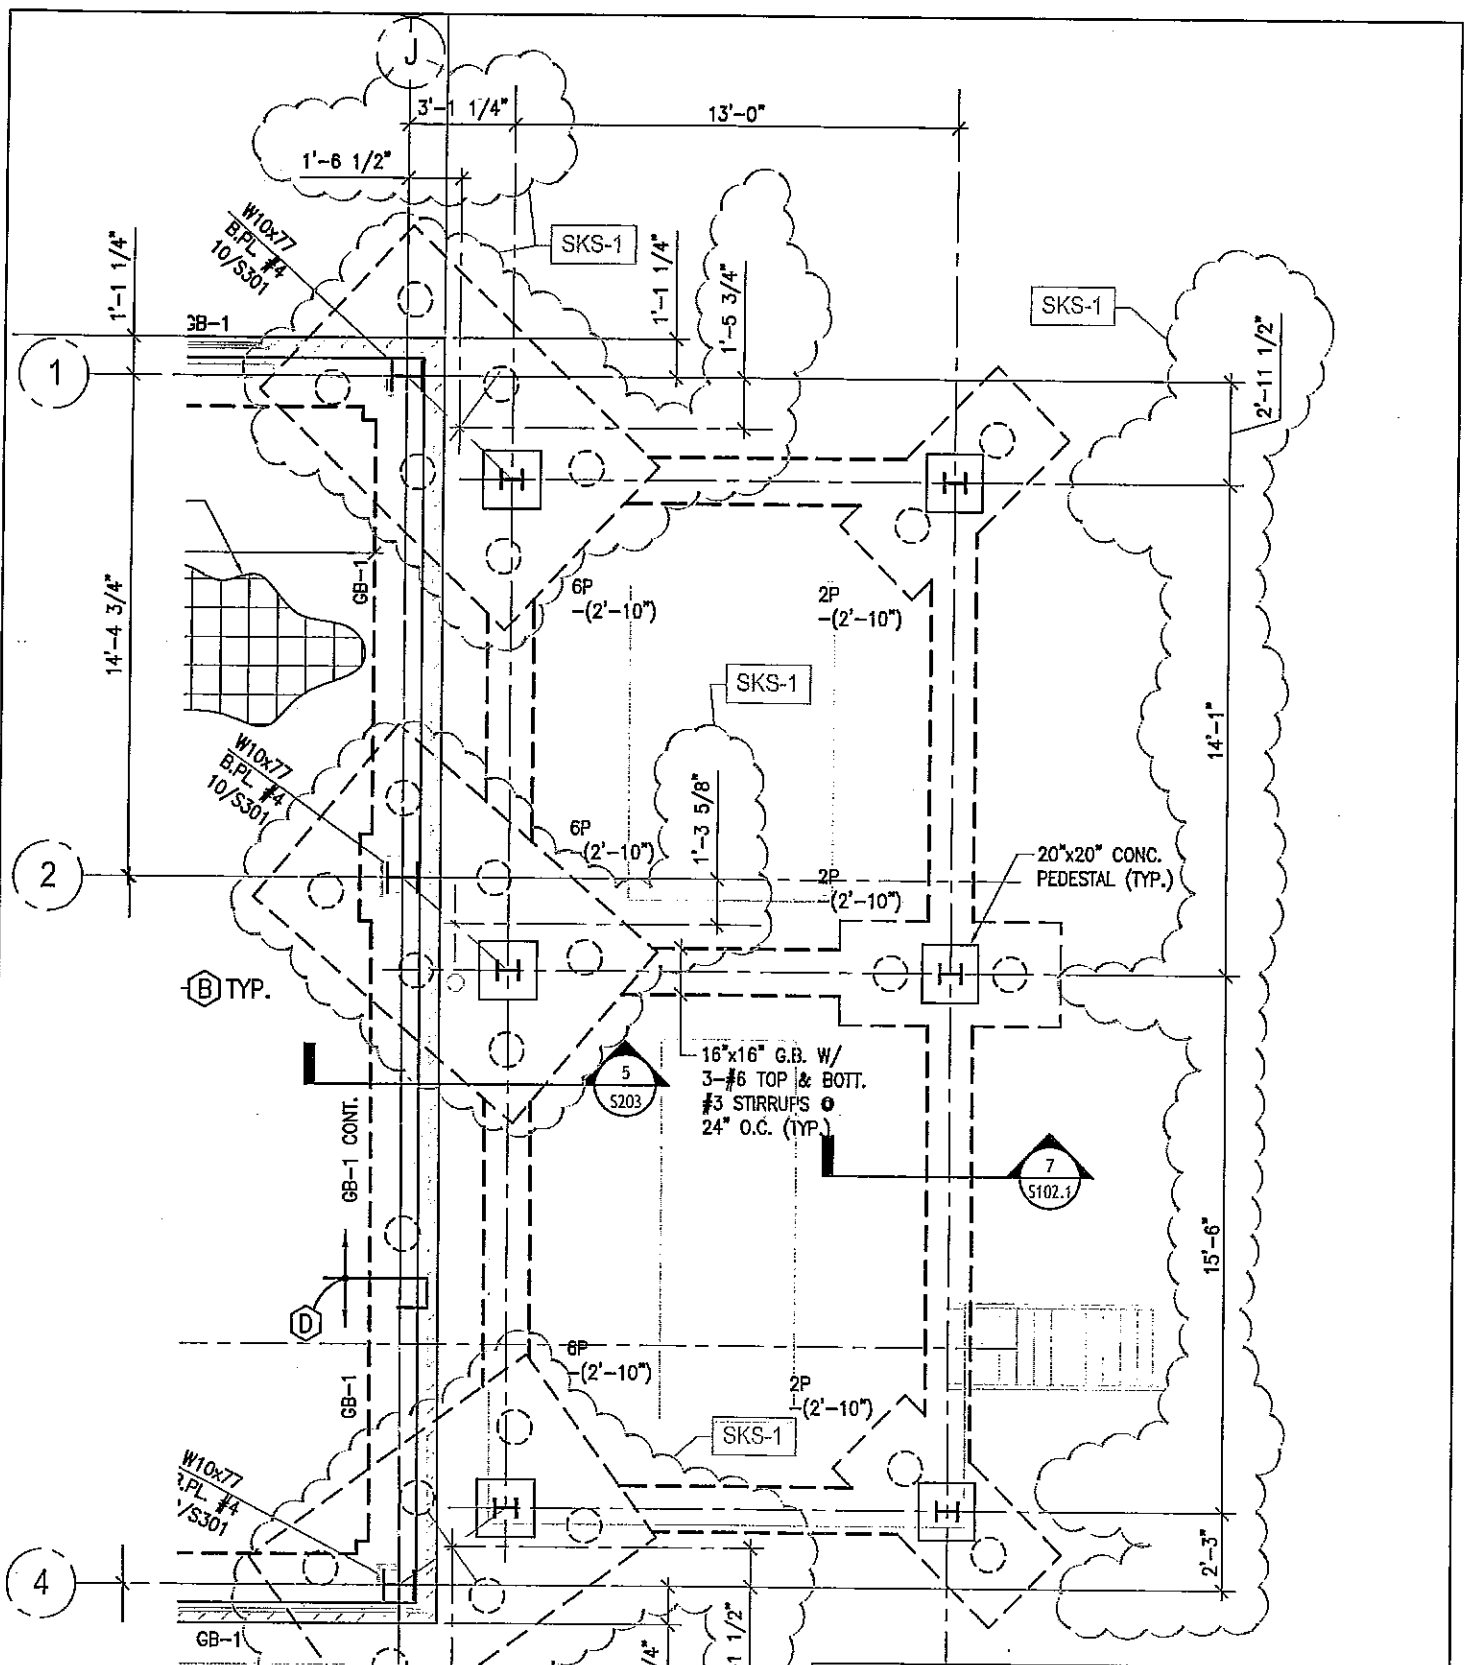 J
3'-1 1/4"
13'-0"
1'-6 1/2"
SKS-1
W10x77
B.PL. #4
10/S301
1'-1 1/4"
1'-1 1/4"
1'-5 3/4"
SKS-1
2'-11 1/2"
GB-1
1
14'-4 3/4"
GB-1
6P
-(2'-10")
2P
-(2'-10")
SKS-1
14'-1"
W10x77
B.PL. #4
10/S301
1'-3 5/8"
6P
(2'-10")
2
2P
(2'-10")
20"x20" CONC.
PEDESTAL (TYP.)
B TYP.
16"x16" G.B. W/
3-#6 TOP & BOTT.
#3 STIRRUPS @
24" O.C. (TYP.)
5
S203
GB-1 CONT.
7
S102.1
15'-6"
D
6P
-(2'-10")
GB-1
2P
-(2'-10")
SKS-1
W10x77
B.PL. #4
/S301
2'-3"
4
GB-1
/4"
1 1/2"